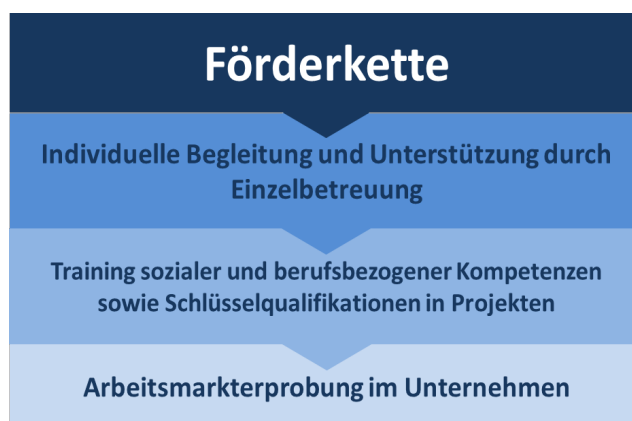 Förderkette
Individuelle Begleitung und Unterstützung durch
Einzelbetreuung
Training sozialer und berufsbezogener Kompetenzen
sowie Schlüsselqualifikationen in Projekten
Arbeitsmarkterprobung im Unternehmen